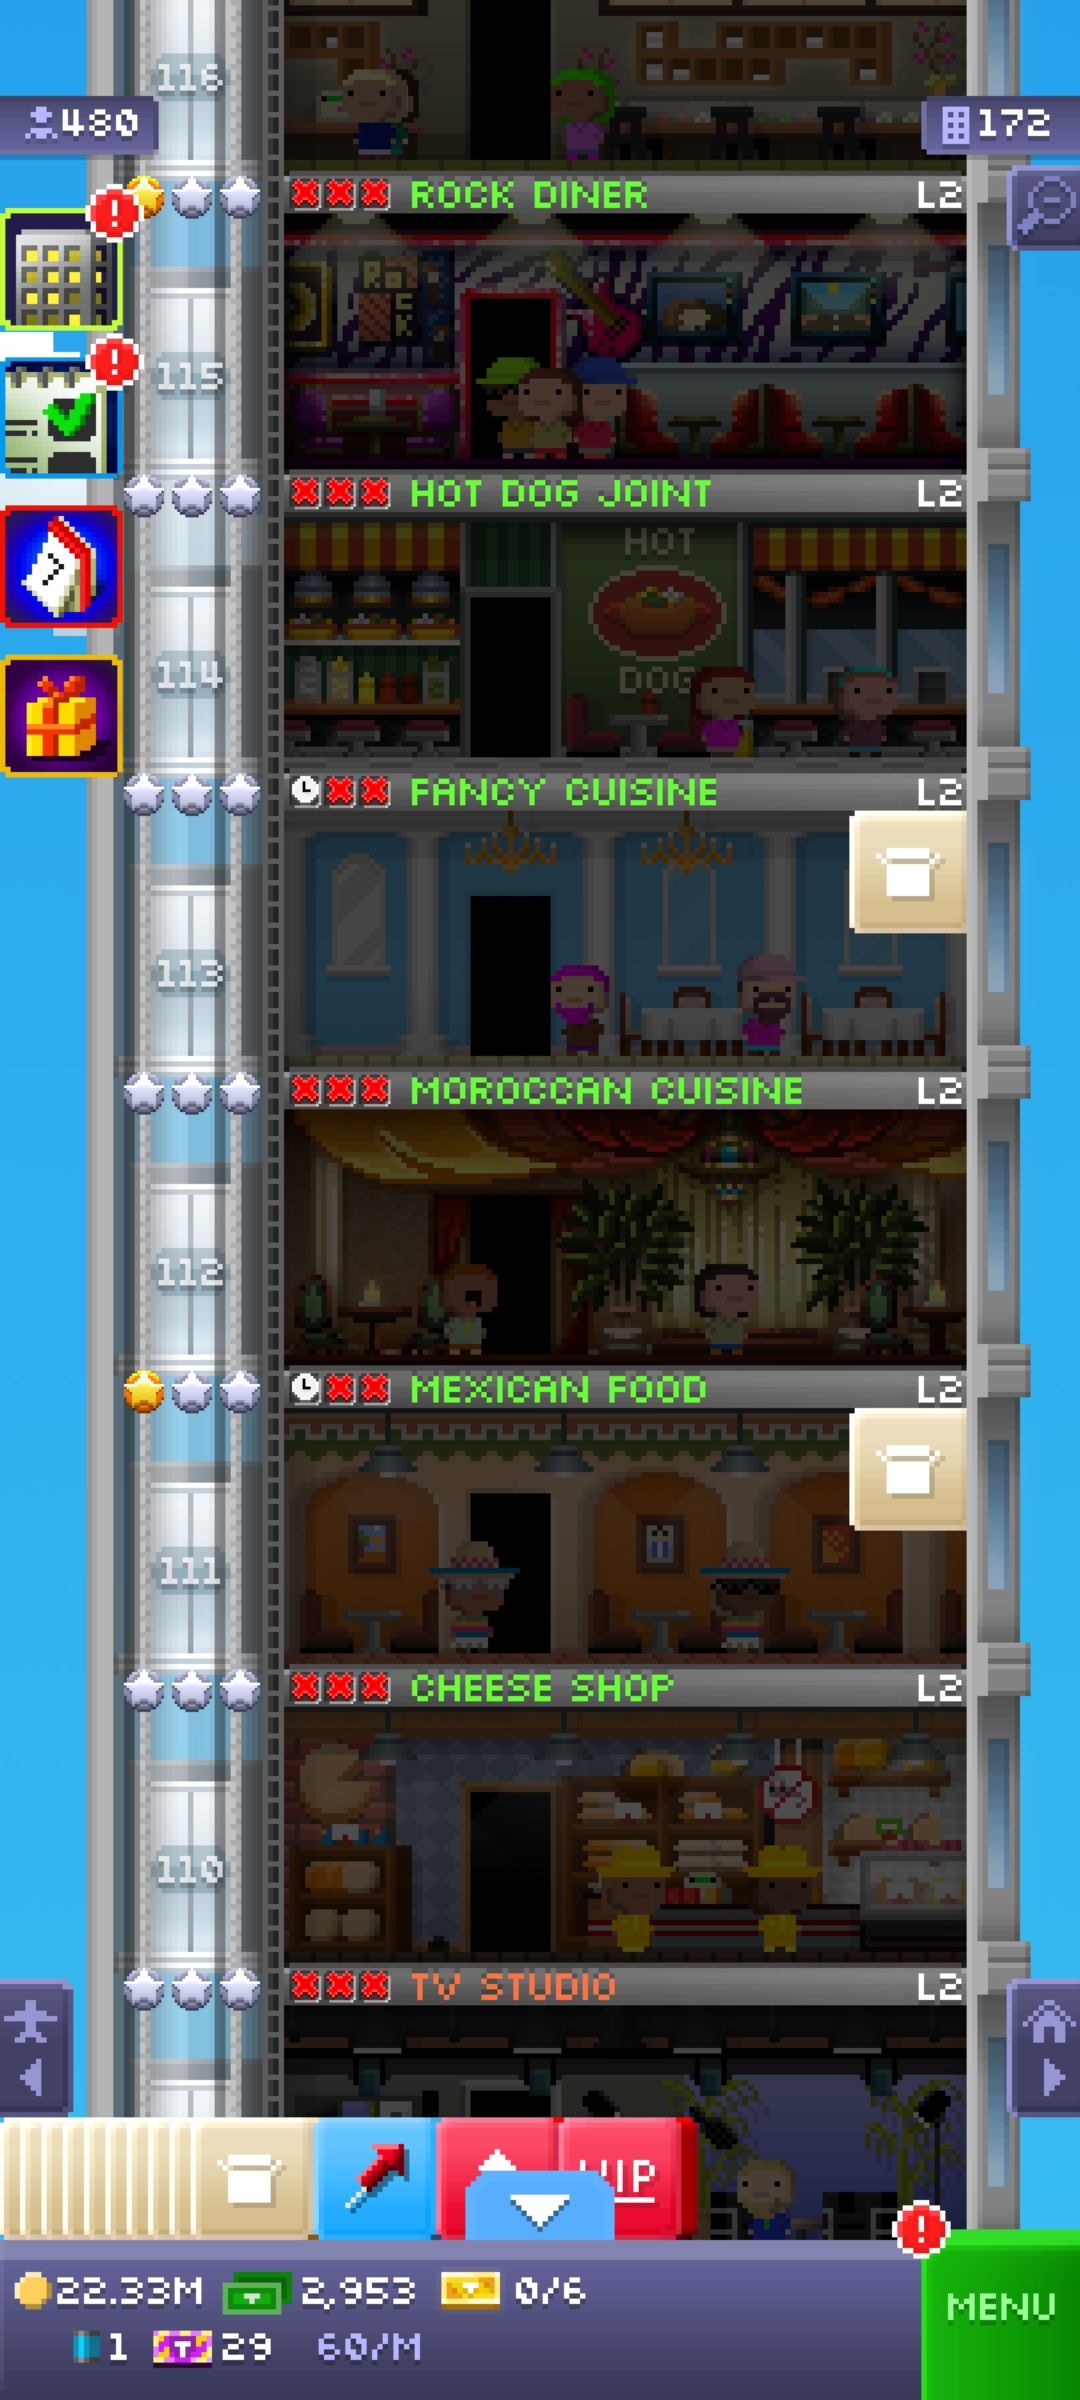 116
480
172
ROCK DINER L2
ROCK
115
HOT DOG JOINT L2
HOT
DOG
114
FANCY CUISINE L2
113
MOROCCAN CUISINE L2
112
MEXICAN FOOD L2
111
CHEESE SHOP L2
110
TV STUDIO L2
VIP
22.33M 2,953 0/6
1 29 60/M
MENU